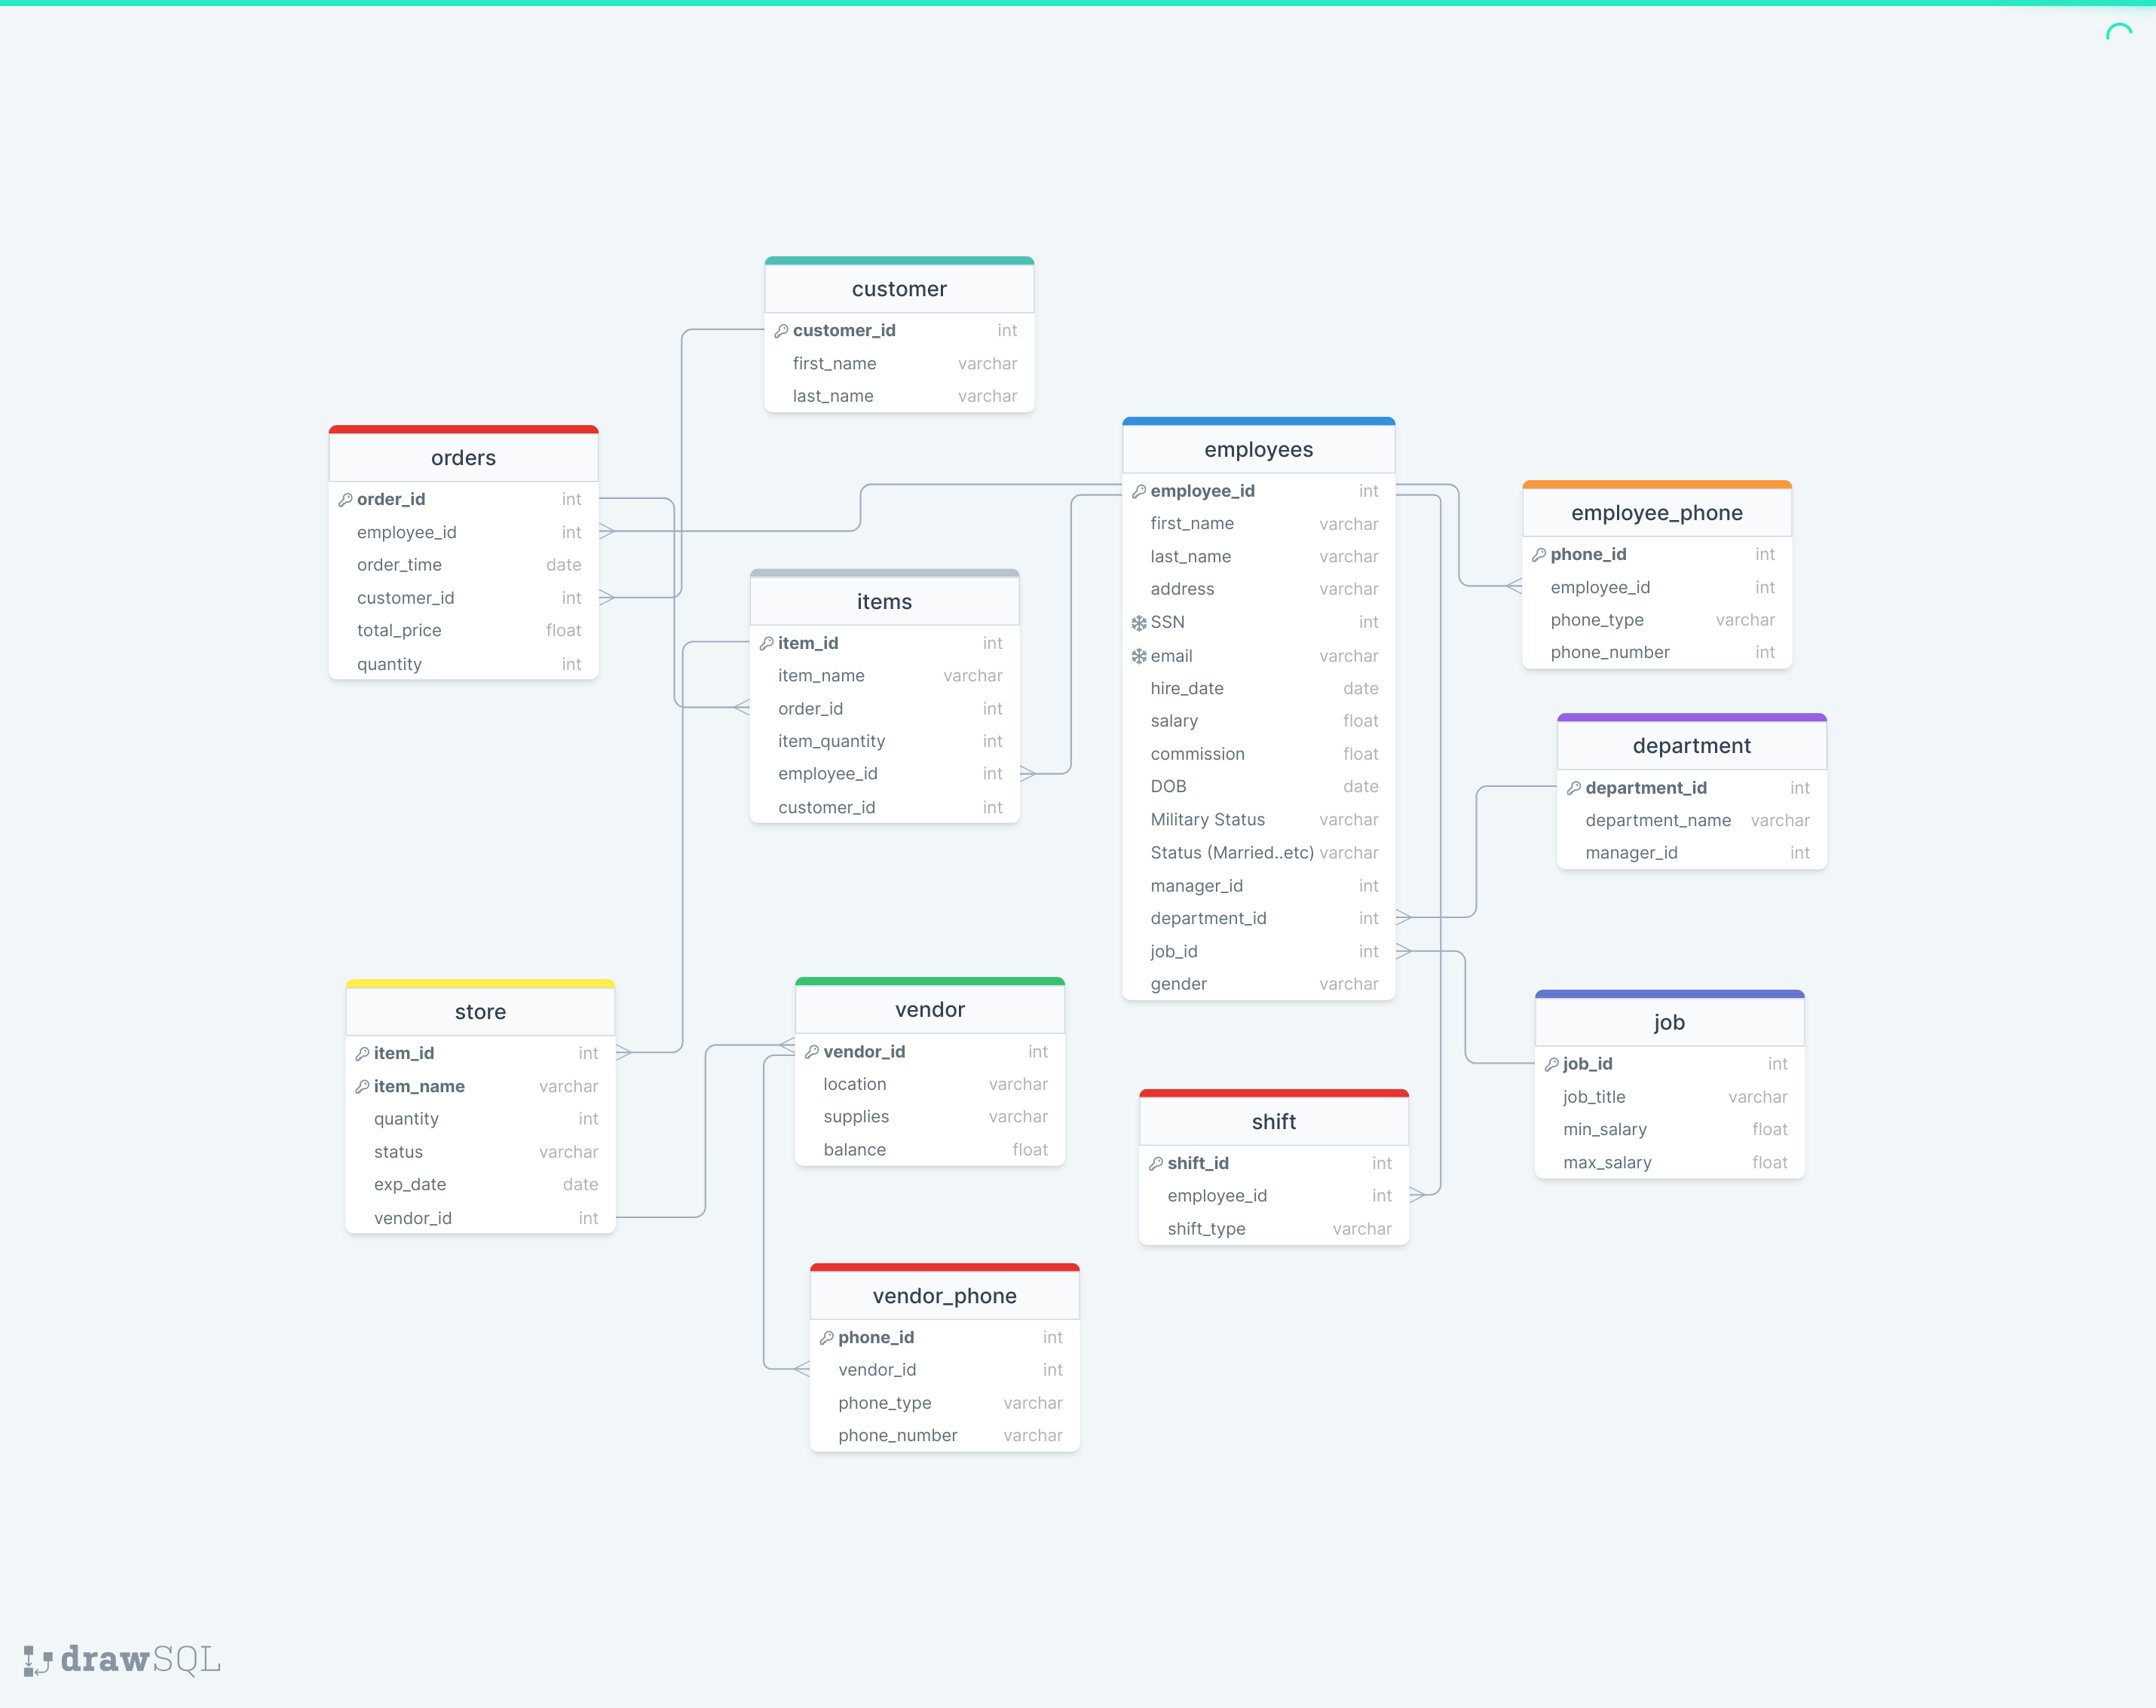 customer
customer_id int
first_name varchar
last_name varchar
orders
order_id int
employee_id int
order_time date
customer_id int
total_price float
quantity int
items
item_id int
item_name varchar
order_id int
item_quantity int
employee_id int
customer_id int
employees
employee_id int
first_name varchar
last_name varchar
address varchar
SSN int
email varchar
hire_date date
salary float
commission float
DOB date
Military Status varchar
Status (Married..etc) varchar
manager_id int
department_id int
job_id int
gender varchar
employee_phone
phone_id int
employee_id int
phone_type varchar
phone_number int
department
department_id int
department_name varchar
manager_id int
store
item_id int
item_name varchar
quantity int
status varchar
exp_date date
vendor_id int
vendor
vendor_id int
location varchar
supplies varchar
balance float
job
job_id int
job_title varchar
min_salary float
max_salary float
shift
shift_id int
employee_id int
shift_type varchar
vendor_phone
phone_id int
vendor_id int
phone_type varchar
phone_number varchar
drawSQL